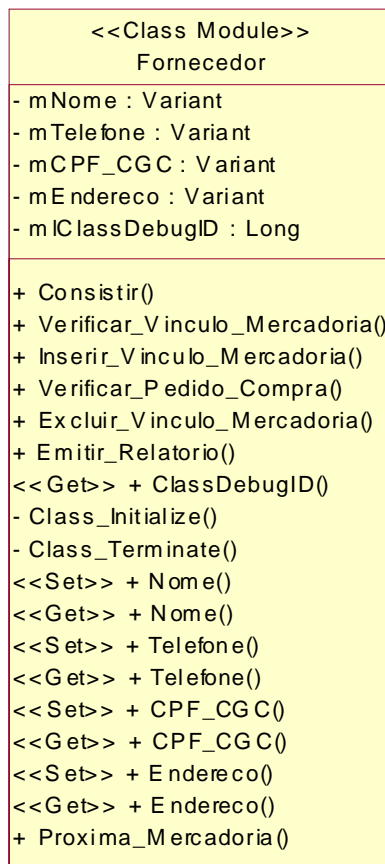 <<Class Module>>
Fornecedor
- mNome : Variant
- mTelefone : Variant
- mCPF_CGC : Variant
- mEndereco : Variant
- mlClassDebugID : Long
+ Consistir()
+ Verificar_Vinculo_Mercadoria()
+ Inserir_Vinculo_Mercadoria()
+ Verificar_Pedido_Compra()
+ Excluir_Vinculo_Mercadoria()
+ Emitir_Relatorio()
<<Get>> + ClassDebugID()
- Class_Initialize()
- Class_Terminate()
<<Set>> + Nome()
<<Get>> + Nome()
<<Set>> + Telefone()
<<Get>> + Telefone()
<<Set>> + CPF_CGC()
<<Get>> + CPF_CGC()
<<Set>> + Endereco()
<<Get>> + Endereco()
+ Proxima_Mercadoria()